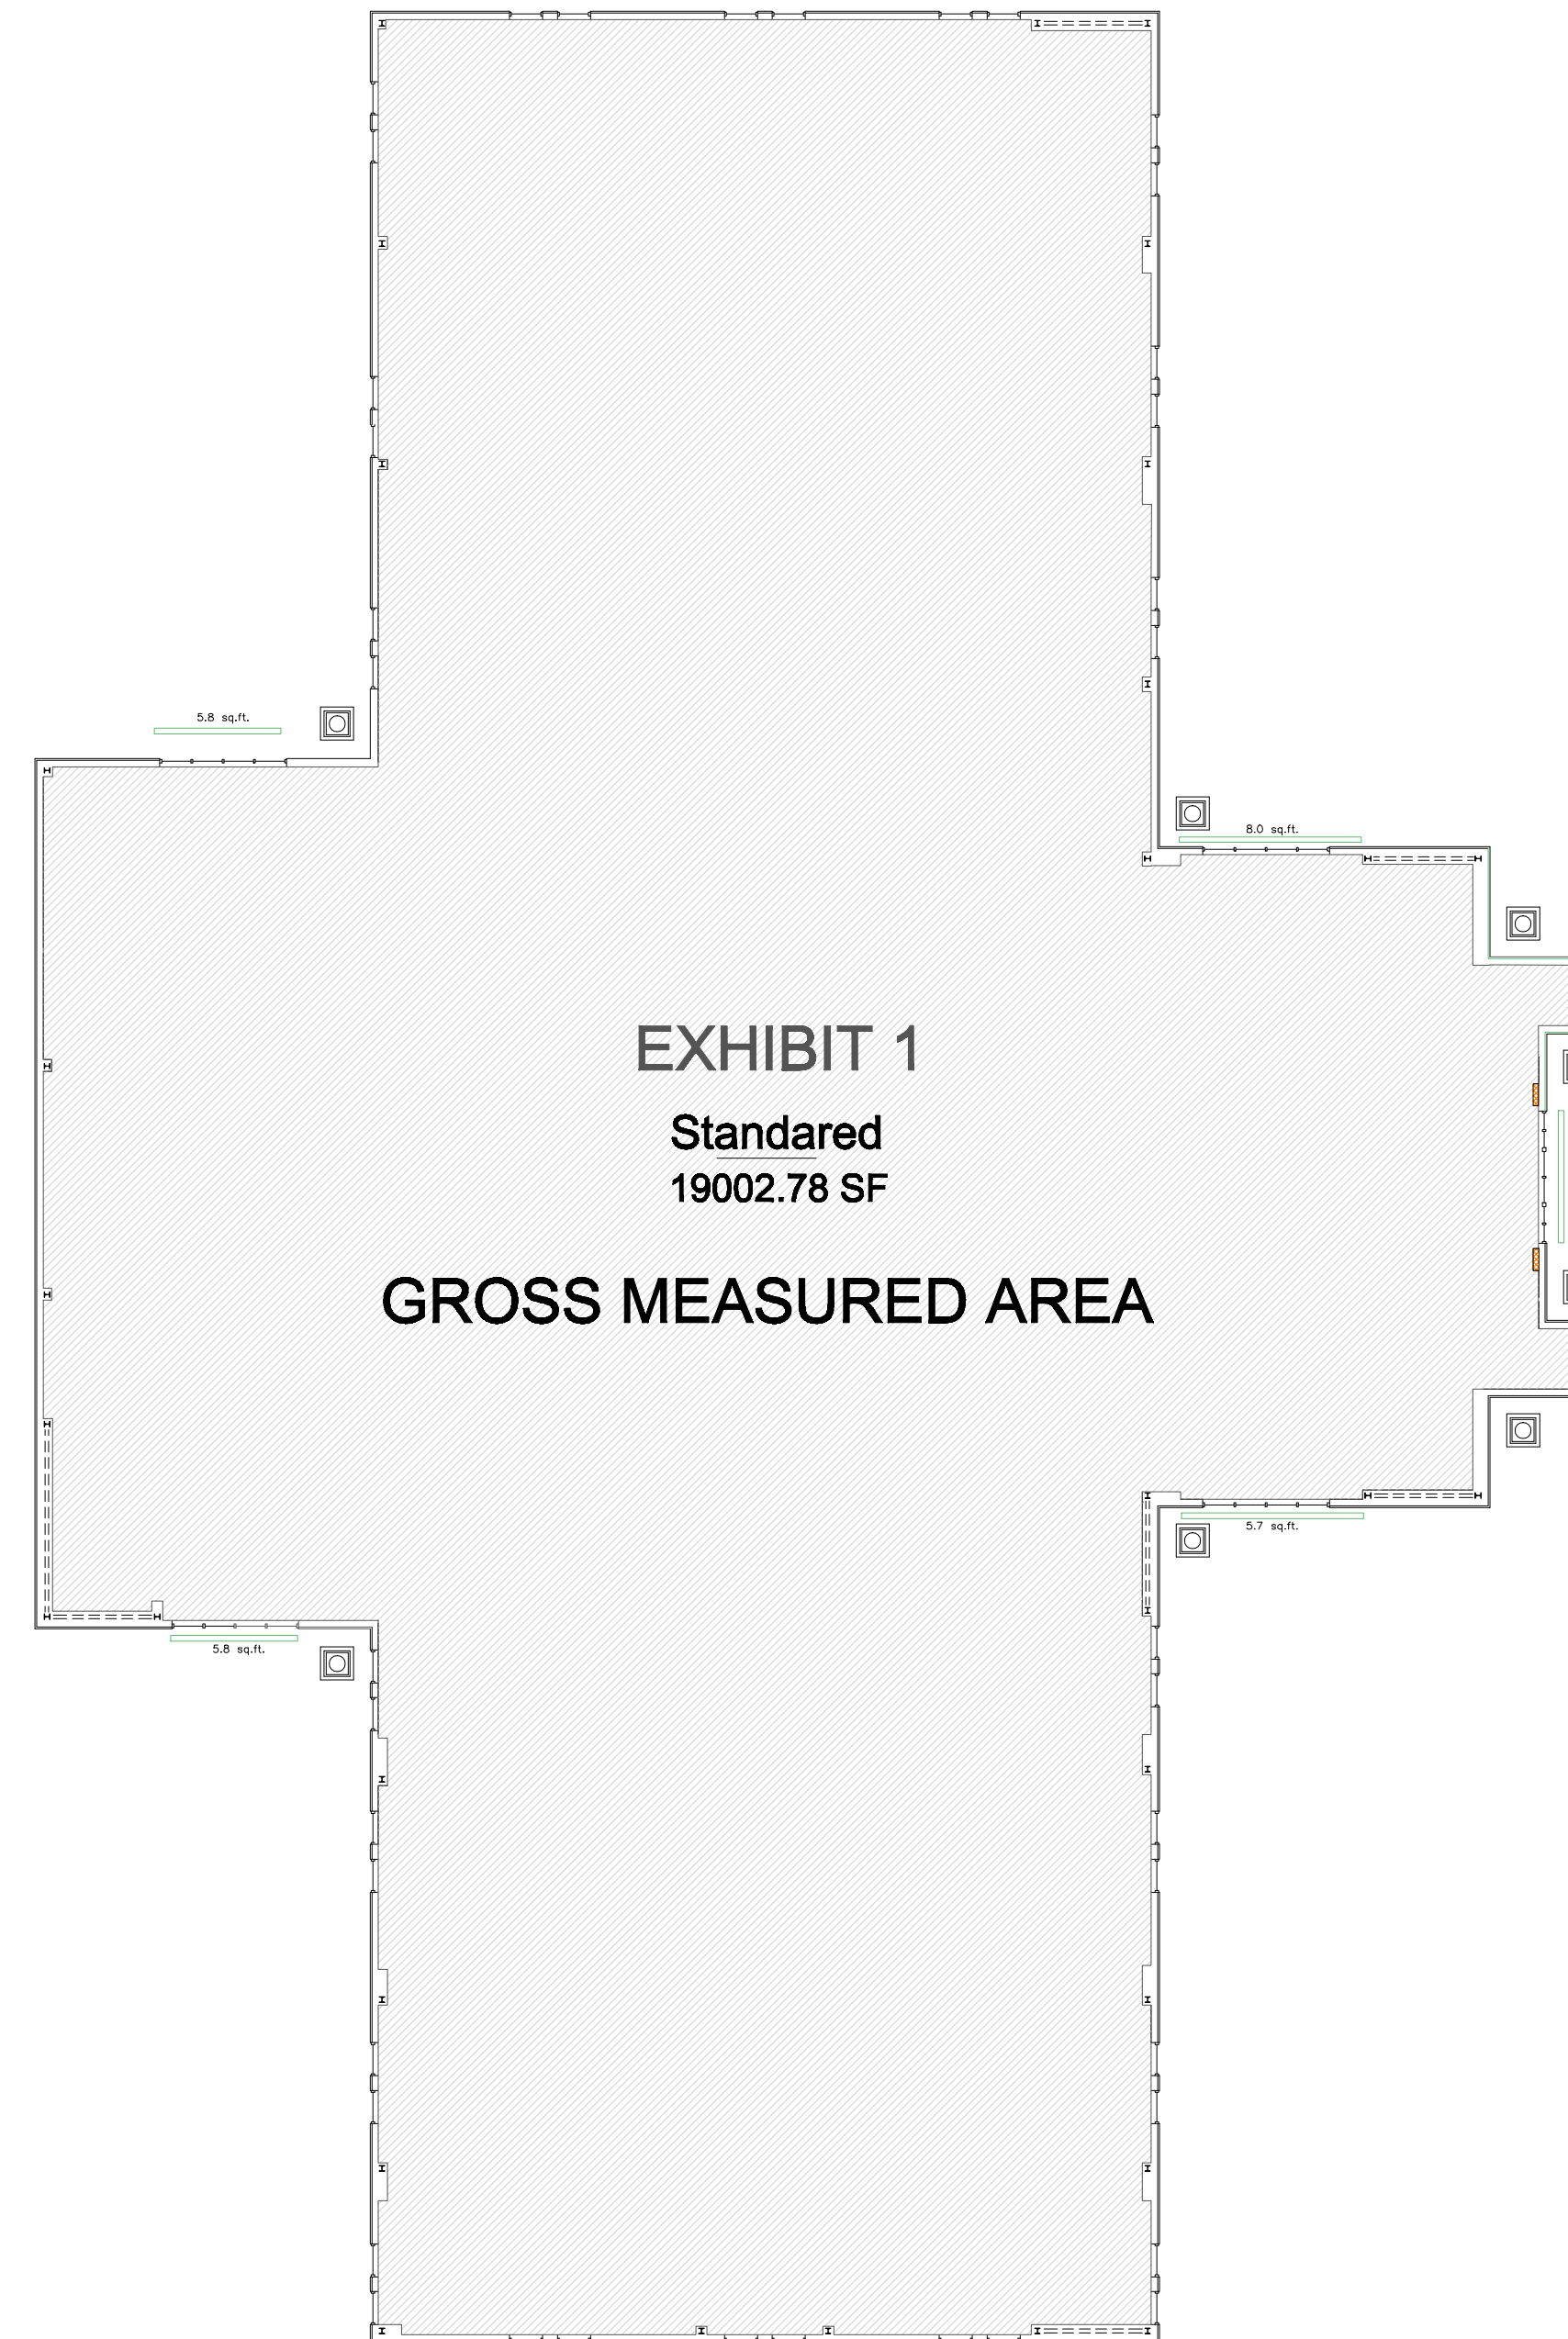 5.8 sq.ft.
8.0 sq.ft.
EXHIBIT 1
Standared
19002.78 SF
GROSS MEASURED AREA
5.7 sq.ft.
5.8 sq.ft.